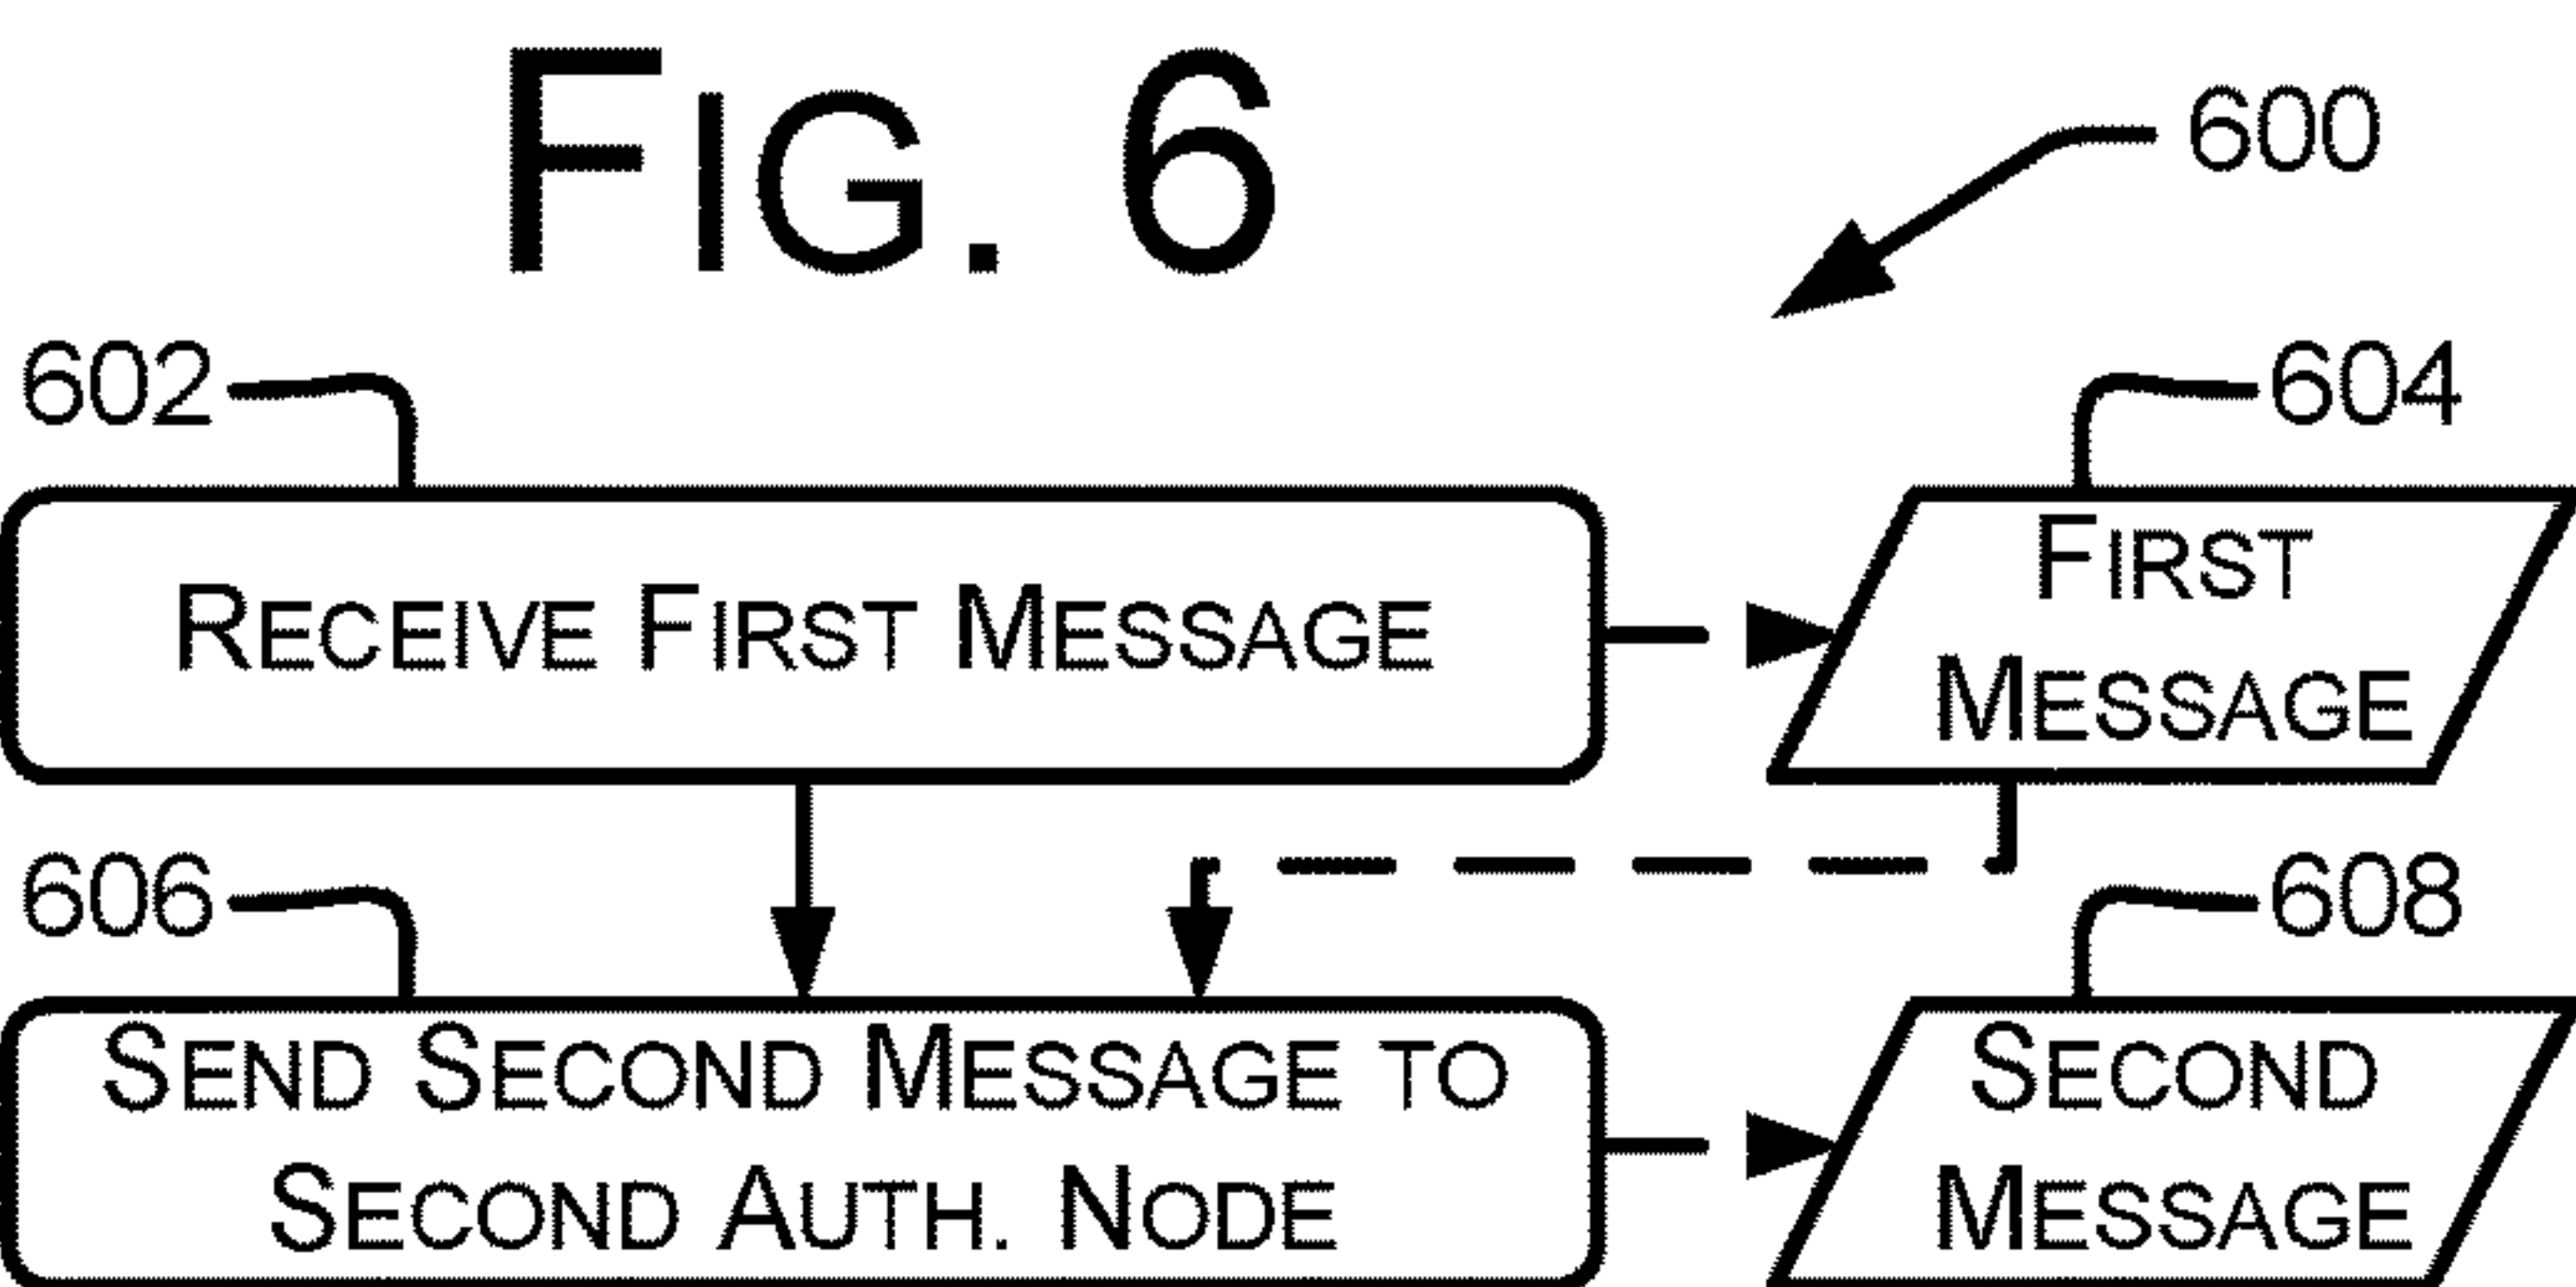 FIG. 6
600
602
604
RECEIVE FIRST MESSAGE
FIRST
MESSAGE
606
608
SEND SECOND MESSAGE TO
SECOND AUTH. NODE
SECOND
MESSAGE